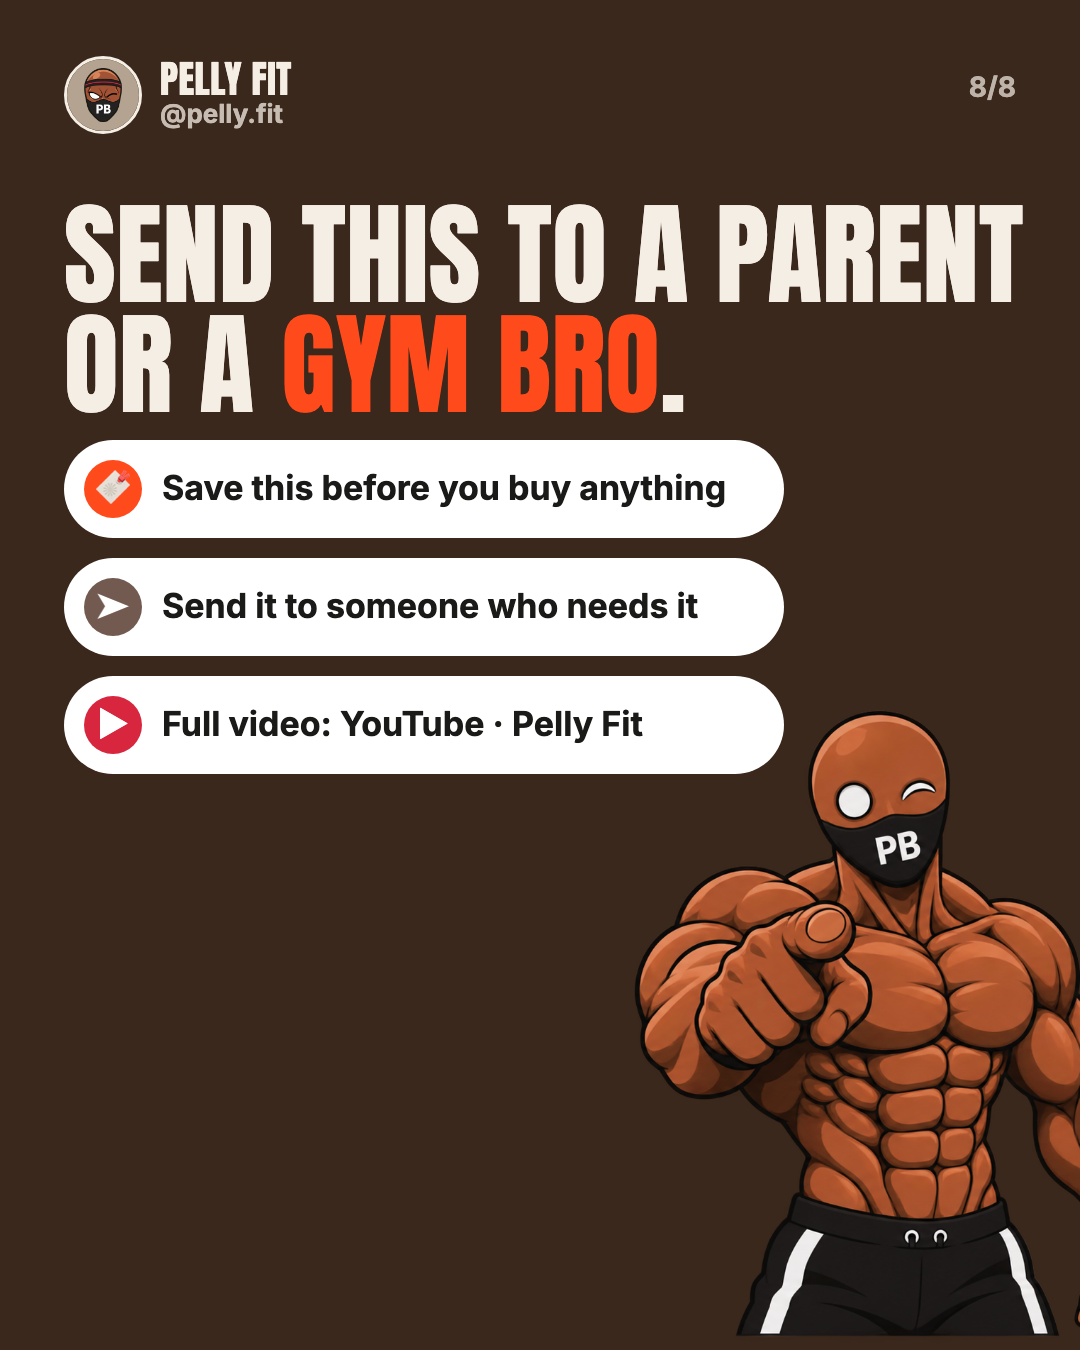 PELLY FIT
@pelly.fit
8/8
SEND THIS TO A PARENT
OR A GYM BRO.
Save this before you buy anything
Send it to someone who needs it
Full video: YouTube · Pelly Fit
PB
PB